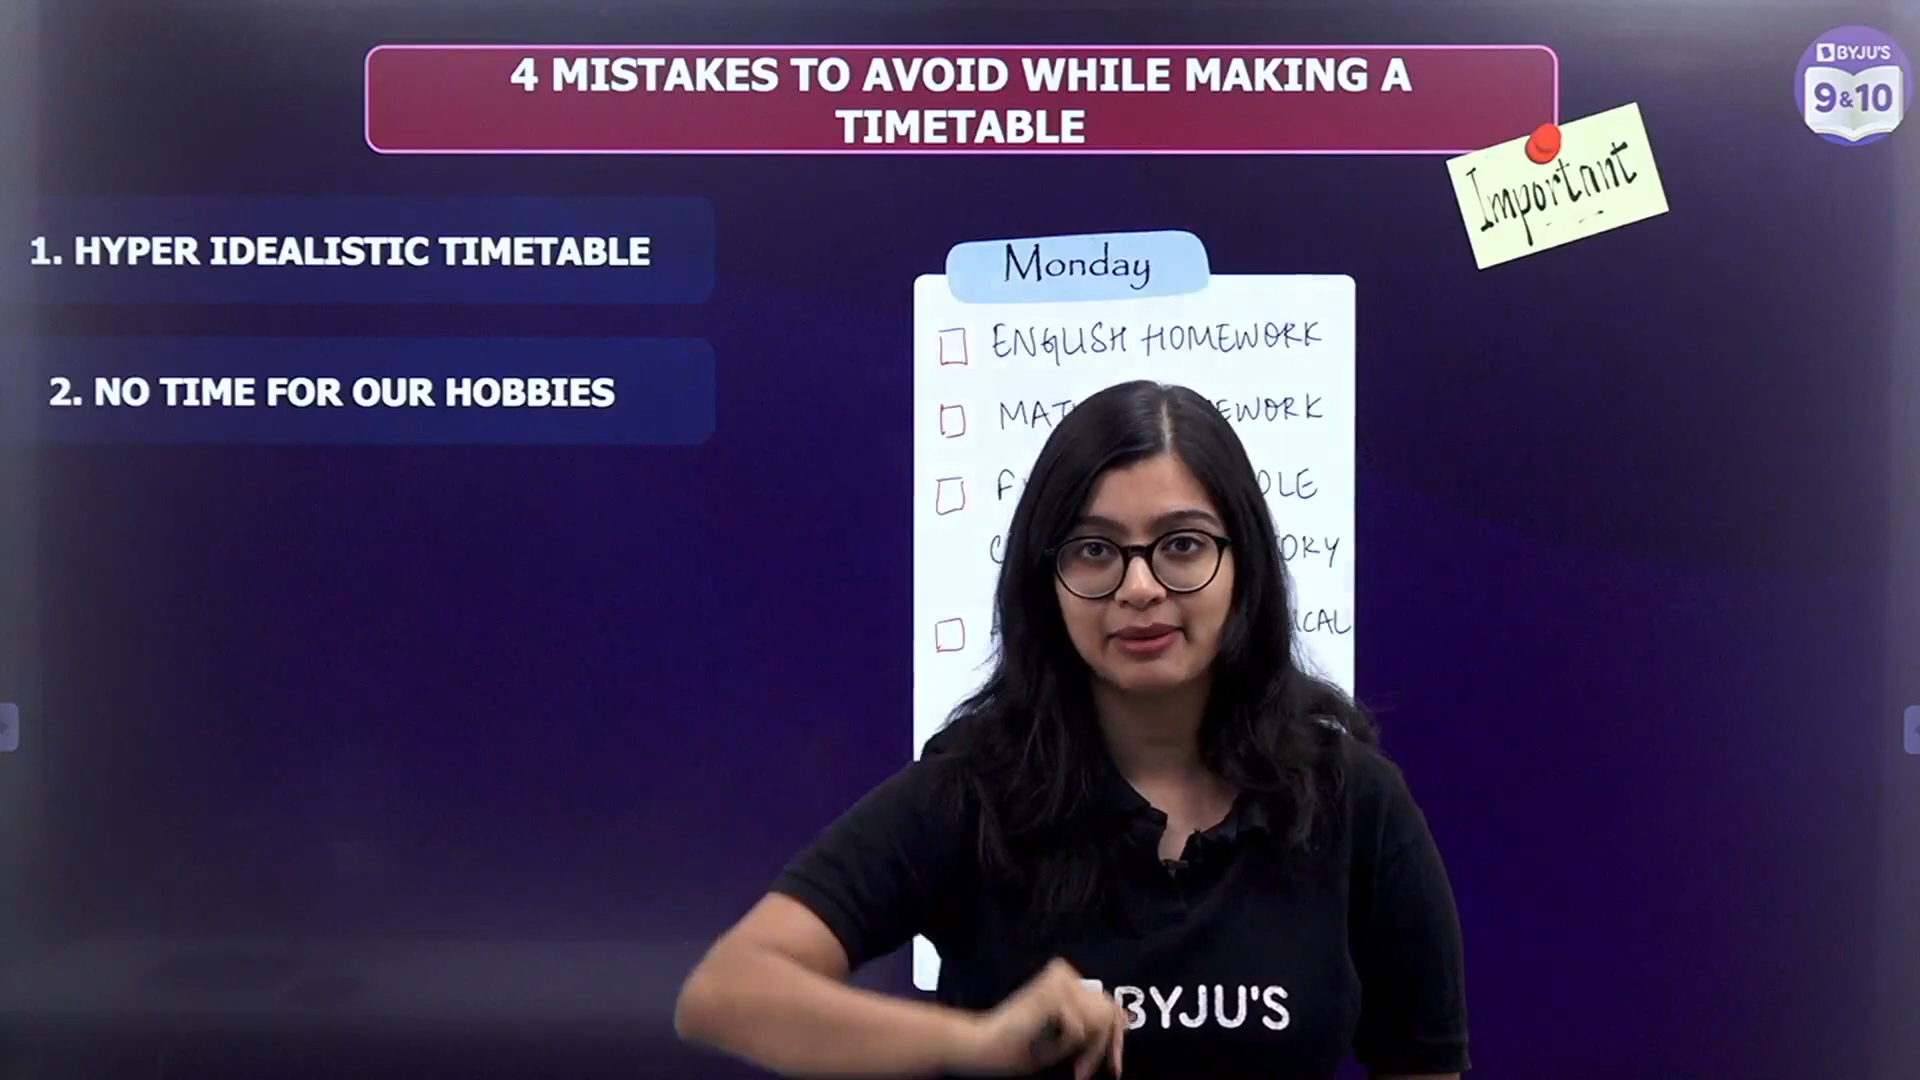 4 MISTAKES TO AVOID WHILE MAKING A
TIMETABLE
BYJU'S
9&10
Important
1. HYPER IDEALISTIC TIMETABLE
2. NO TIME FOR OUR HOBBIES
Monday
ENGLISH HOMEWORK
BYJU'S